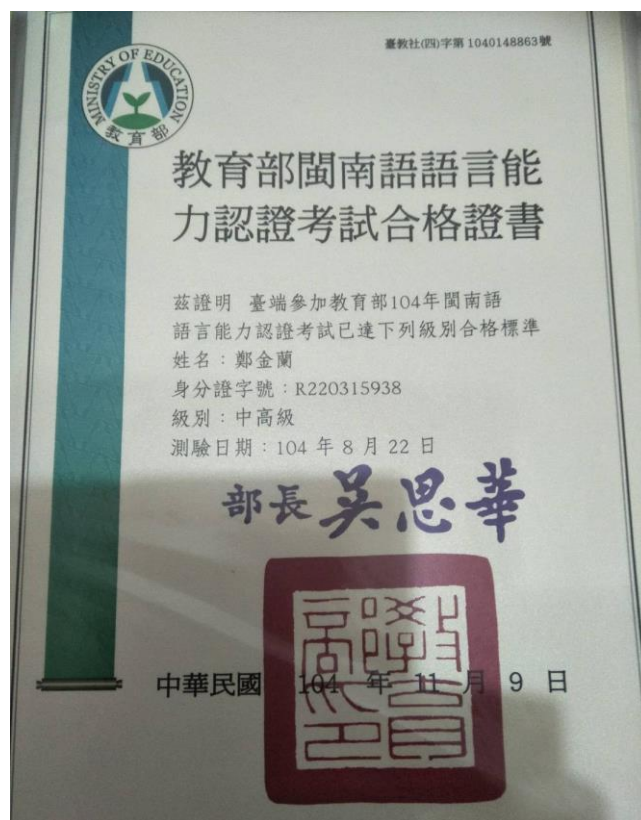 臺教社(四)字第 1040148863號
MINISTRY OF EDUCATION
教育部
教育部閩南語語言能
力認證考試合格證書
茲證明 臺端參加教育部104年閩南語
語言能力認證考試已達下列級別合格標準
姓名：鄭金蘭
身分證字號：R220315938
級別：中高級
測驗日期：104 年 8 月 22 日
部長 吳思華
教育部印
中華民國 104 年 11 月 9 日